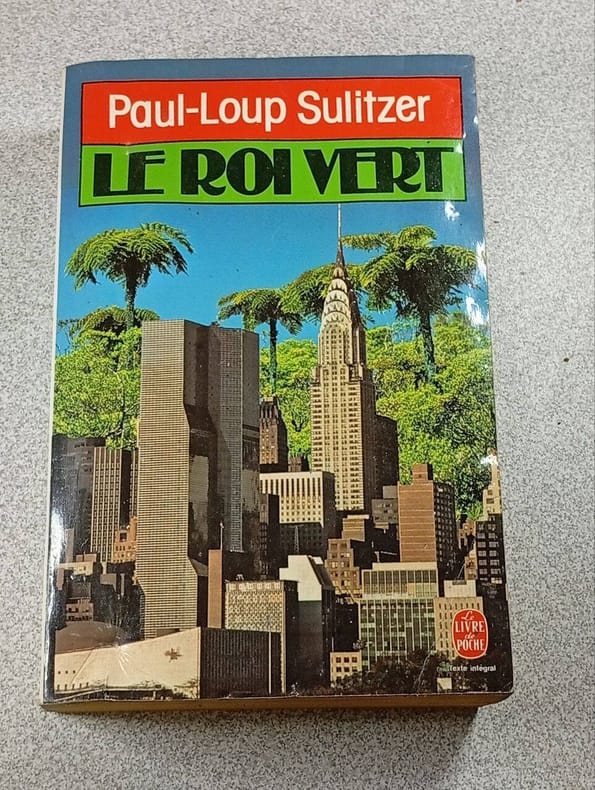 Paul-Loup Sulitzer
LE ROI VERT
Le
LIVRE
de
POCHE
Texte intégral